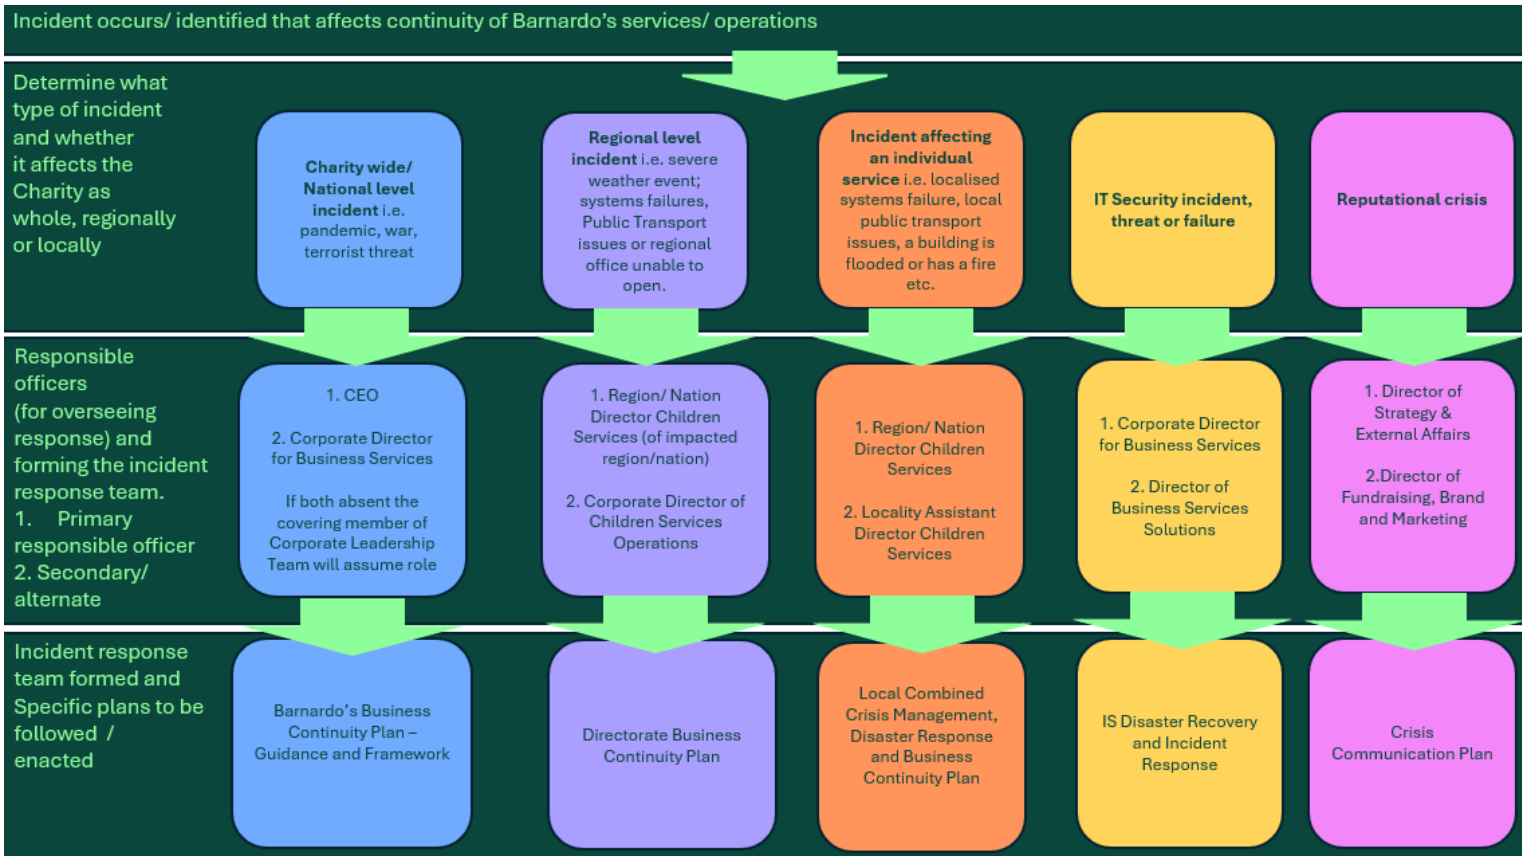 Incident occurs/ identified that affects continuity of Barnardo's services/ operations
Determine what
type of incident
and whether
it affects the
Charity as
whole, regionally
or locally
Charity wide/
National level
incident i.e.
pandemic, war,
terrorist threat
Regional level
incident i.e. severe
weather event;
systems failures,
Public Transport
issues or regional
office unable to
open.
Incident affecting
an individual
service i.e. localised
systems failure, local
public transport
issues, a building is
flooded or has a fire
etc.
IT Security incident,
threat or failure
Reputational crisis
Responsible
officers
(for overseeing
response) and
forming the incident
response team.
1. Primary
responsible officer
2. Secondary/
alternate
1. CEO
2. Corporate Director
for Business Services
If both absent the
covering member of
Corporate Leadership
Team will assume role
1. Region/ Nation
Director Children
Services (of impacted
region/nation)
2. Corporate Director of
Children Services
Operations
1. Region/ Nation
Director Children
Services
2. Locality Assistant
Director Children
Services
1. Corporate Director
for Business Services
2. Director of
Business Services
Solutions
1. Director of
Strategy &
External Affairs
2.Director of
Fundraising, Brand
and Marketing
Incident response
team formed and
Specific plans to be
followed /
enacted
Barnardo's Business
Continuity Plan –
Guidance and Framework
Directorate Business
Continuity Plan
Local Combined
Crisis Management,
Disaster Response
and Business
Continuity Plan
IS Disaster Recovery
and Incident
Response
Crisis
Communication Plan